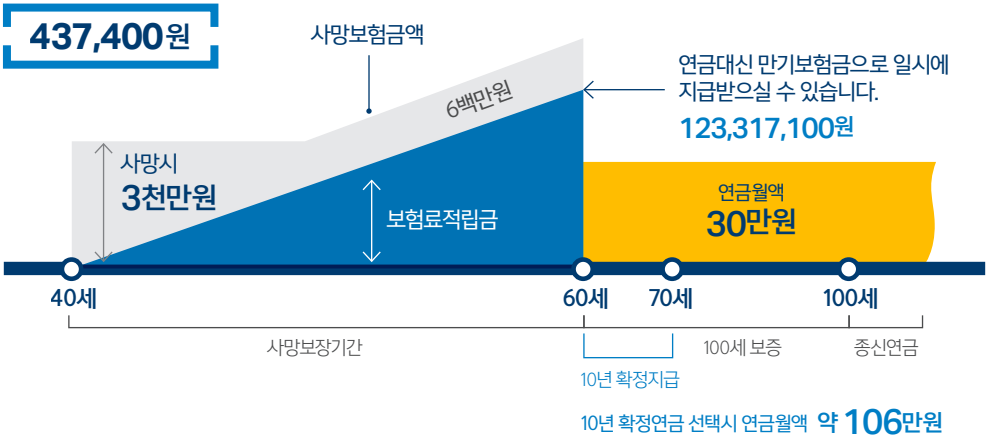 437,400원
사망보험금액
6백만원
연금대신 만기보험금으로 일시에
지급받으실 수 있습니다.
123,317,100원
사망시
3천만원
보험료적립금
연금월액
30만원
40세
60세
70세
100세
사망보장기간
100세 보증
종신연금
10년 확정지급
10년 확정연금 선택시 연금월액 약 106만원